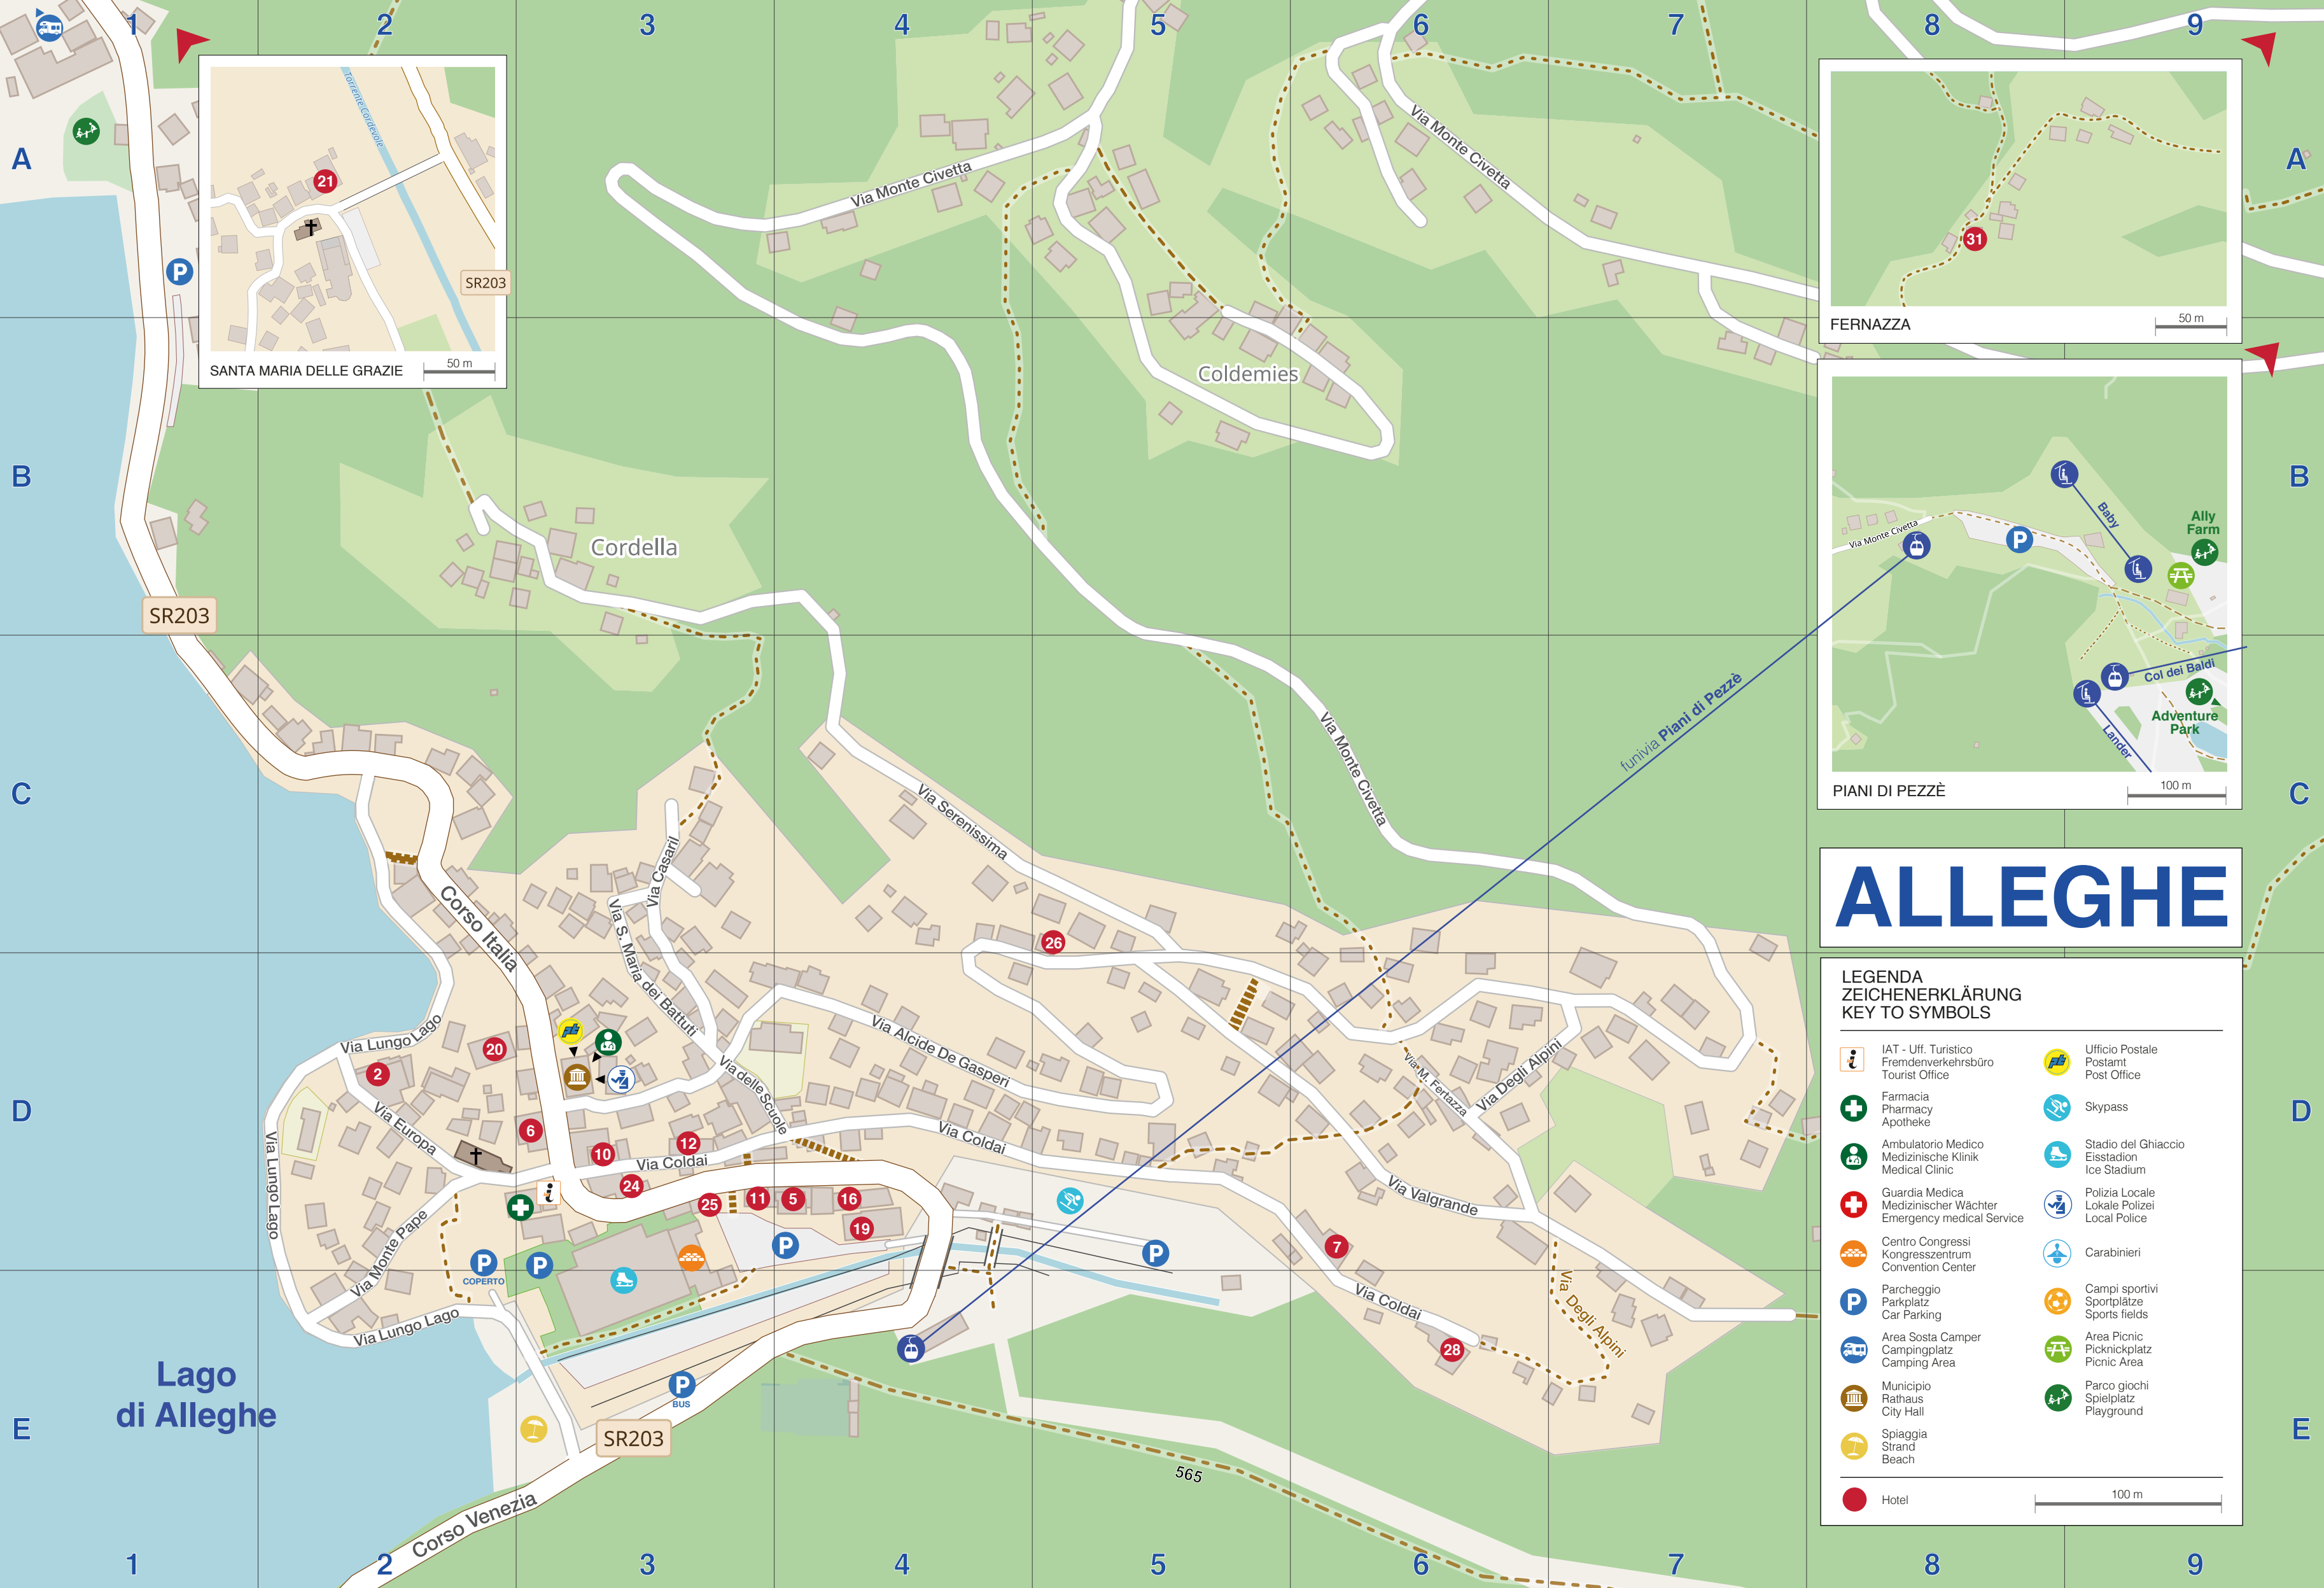 1
2
3
4
5
6
7
8
9
A
A
B
B
C
C
D
D
E
E
1
2
3
4
5
6
7
8
9
Torrente Cordevole
21
SR203
SANTA MARIA DELLE GRAZIE
50 m
P
Via Monte Civetta
Via Monte Civetta
Coldemies
Cordella
SR203
31
FERNAZZA
50 m
Via Monte Civetta
P
Baby
Ally
Farm
Col dei Baldi
Adventure
Park
Lander
PIANI DI PEZZÈ
100 m
funivia Piani di Pezzè
Via Monte Civetta
Via Serenissima
Via Casaril
Via S. Maria dei Battuti
Corso Italia
26
ALLEGHE
Via Lungo Lago
20
2
Via Europa
6
10
12
Via Coldai
24
25
11
5
16
19
Via delle Scuole
Via Alcide De Gasperi
Via Coldai
Via M. Fertazza
Via Degli Alpini
Via Valgrande
7
Via Coldai
28
Via Degli Alpini
Via Lungo Lago
Via Monte Pape
Via Lungo Lago
P
COPERTO
P
P
P
P
BUS
i
Lago
di Alleghe
SR203
Corso Venezia
565
LEGENDA
ZEICHENERKLÄRUNG
KEY TO SYMBOLS
i
IAT - Uff. Turistico
Fremdenverkehrsbüro
Tourist Office
Farmacia
Pharmacy
Apotheke
Ambulatorio Medico
Medizinische Klinik
Medical Clinic
Guardia Medica
Medizinischer Wächter
Emergency medical Service
Centro Congressi
Kongresszentrum
Convention Center
P
Parcheggio
Parkplatz
Car Parking
Area Sosta Camper
Campingplatz
Camping Area
Municipio
Rathaus
City Hall
Spiaggia
Strand
Beach
Ufficio Postale
Postamt
Post Office
Skypass
Stadio del Ghiaccio
Eisstadion
Ice Stadium
Polizia Locale
Lokale Polizei
Local Police
Carabinieri
Campi sportivi
Sportplätze
Sports fields
Area Picnic
Picknickplatz
Picnic Area
Parco giochi
Spielplatz
Playground
Hotel
100 m